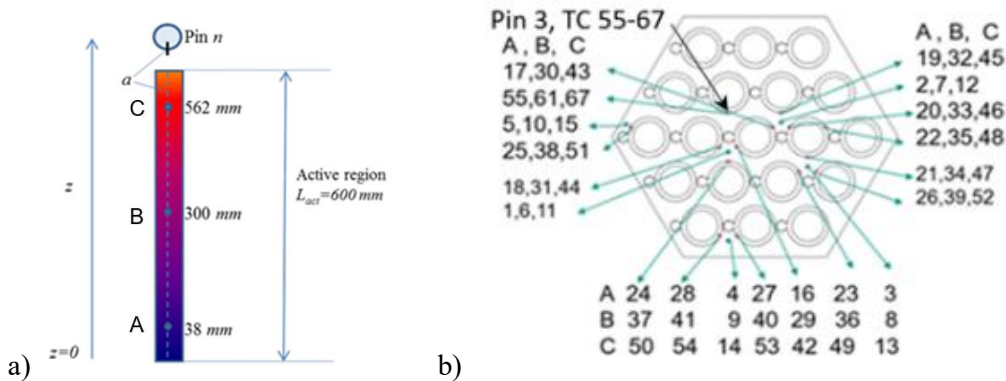 a)
Pin n
a
C 562 mm
z
Active region
L_act=600 mm
B 300 mm
A 38 mm
z=0
b)
Pin 3, TC 55-67
A , B, C
17,30,43
55,61,67
5,10,15
25,38,51
18,31,44
1,6,11
A, B, C
19,32,45
2,7,12
20,33,46
22,35,48
21,34,47
26,39,52
C C C
C C C C
C C C C C
C C C C
C C C
A 24 28 4 27 16 23 3
B 37 41 9 40 29 36 8
C 50 54 14 53 42 49 13